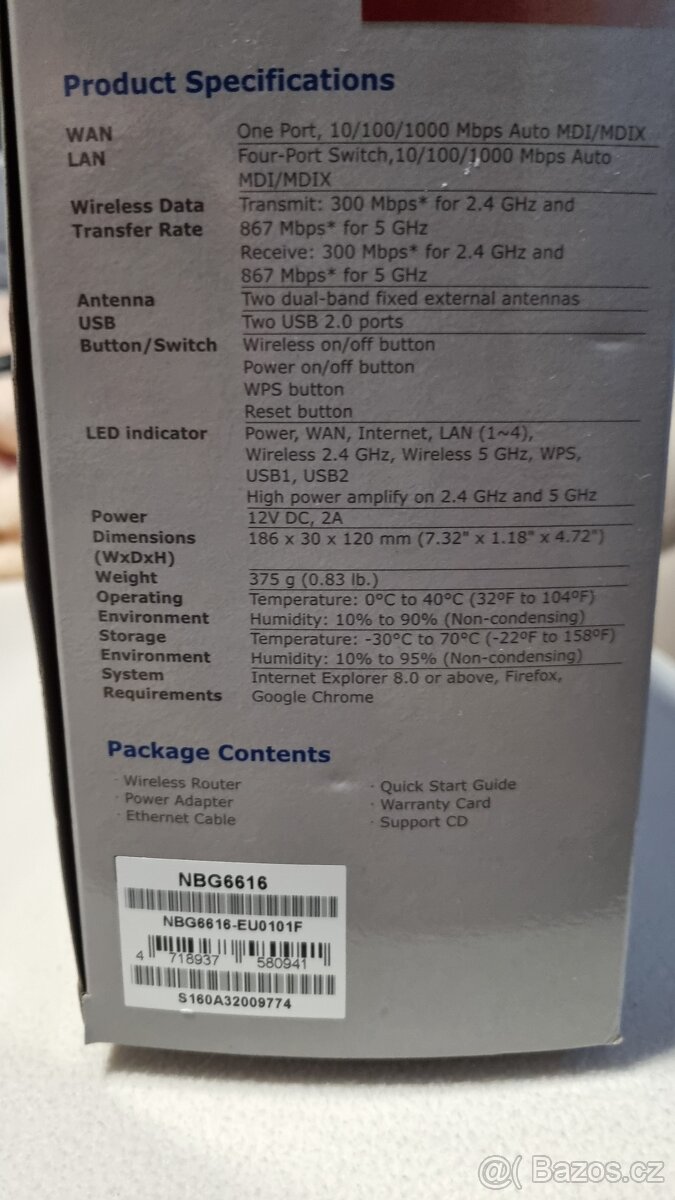 Product Specifications
WAN One Port, 10/100/1000 Mbps Auto MDI/MDIX
LAN Four-Port Switch,10/100/1000 Mbps Auto
MDI/MDIX
Wireless Data Transmit: 300 Mbps* for 2.4 GHz and
Transfer Rate 867 Mbps* for 5 GHz
Receive: 300 Mbps* for 2.4 GHz and
867 Mbps* for 5 GHz
Antenna Two dual-band fixed external antennas
USB Two USB 2.0 ports
Button/Switch Wireless on/off button
Power on/off button
WPS button
Reset button
LED indicator Power, WAN, Internet, LAN (1~4),
Wireless 2.4 GHz, Wireless 5 GHz, WPS,
USB1, USB2
High power amplify on 2.4 GHz and 5 GHz
Power 12V DC, 2A
Dimensions 186 x 30 x 120 mm (7.32" x 1.18" x 4.72")
(WxDxH)
Weight 375 g (0.83 lb.)
Operating Temperature: 0°C to 40°C (32ºF to 104ºF)
Environment Humidity: 10% to 90% (Non-condensing)
Storage Temperature: -30°C to 70°C (-22ºF to 158ºF)
Environment Humidity: 10% to 95% (Non-condensing)
System Internet Explorer 8.0 or above, Firefox,
Requirements Google Chrome
Package Contents
· Wireless Router · Quick Start Guide
· Power Adapter · Warranty Card
· Ethernet Cable · Support CD
NBG6616
NBG6616-EU0101F
4 718937 580941
S160A32009774
@( Bazos.cz